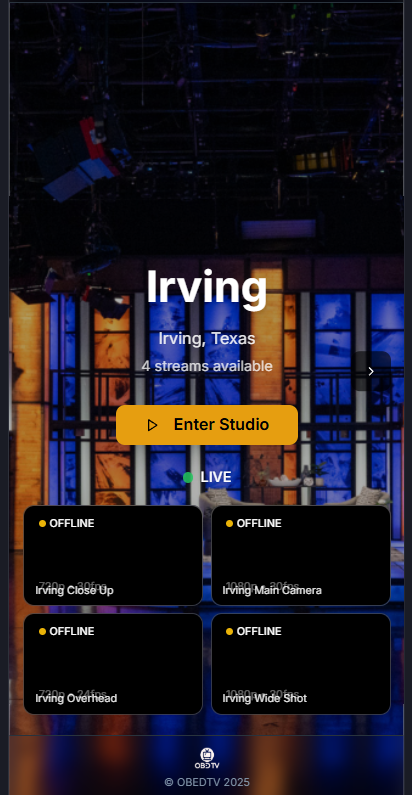 Irving
Irving, Texas
4 streams available
Enter Studio
LIVE
OFFLINE
OFFLINE
720p • 30fps
Irving Close Up
1080p • 30fps
Irving Main Camera
OFFLINE
OFFLINE
720p • 24fps
Irving Overhead
1080p • 30fps
Irving Wide Shot
OBEDTV
© OBEDTV 2025